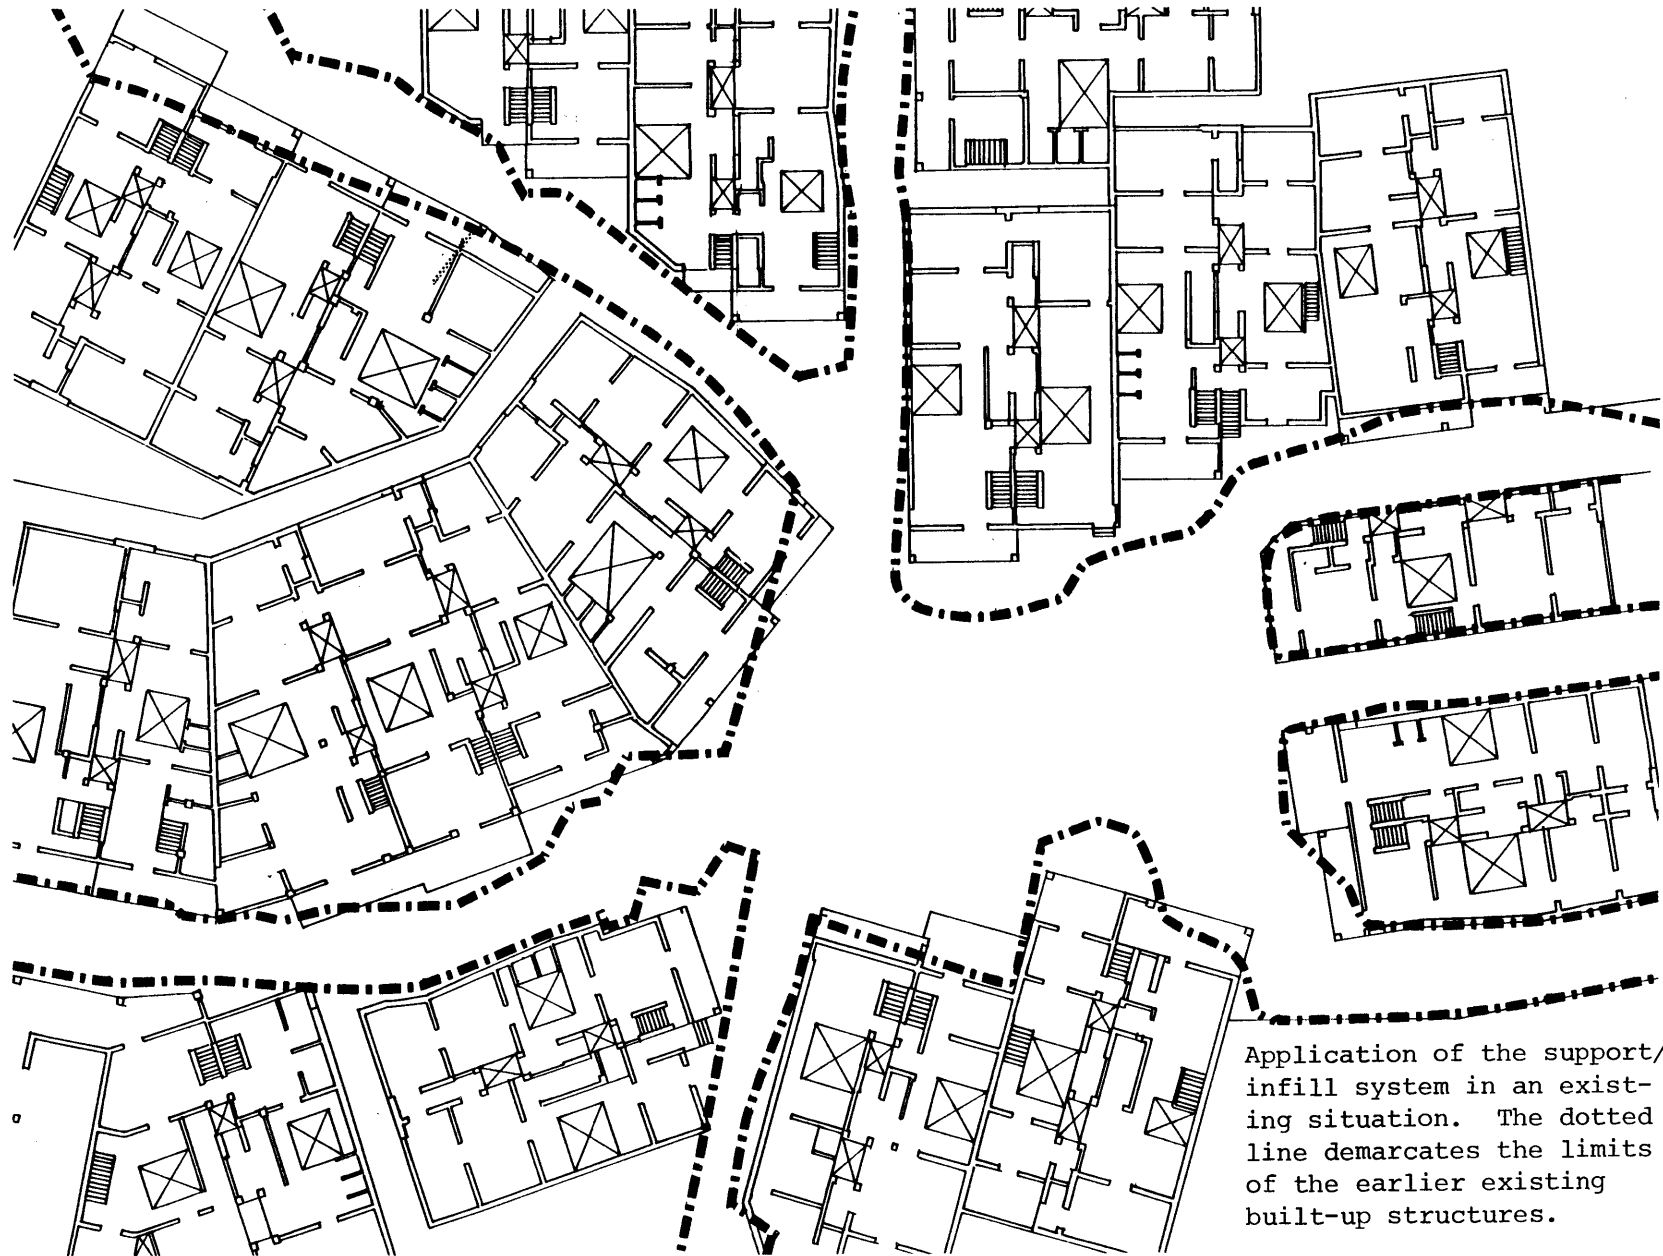 Application of the support/
infill system in an exist-
ing situation.  The dotted
line demarcates the limits
of the earlier existing
built-up structures.